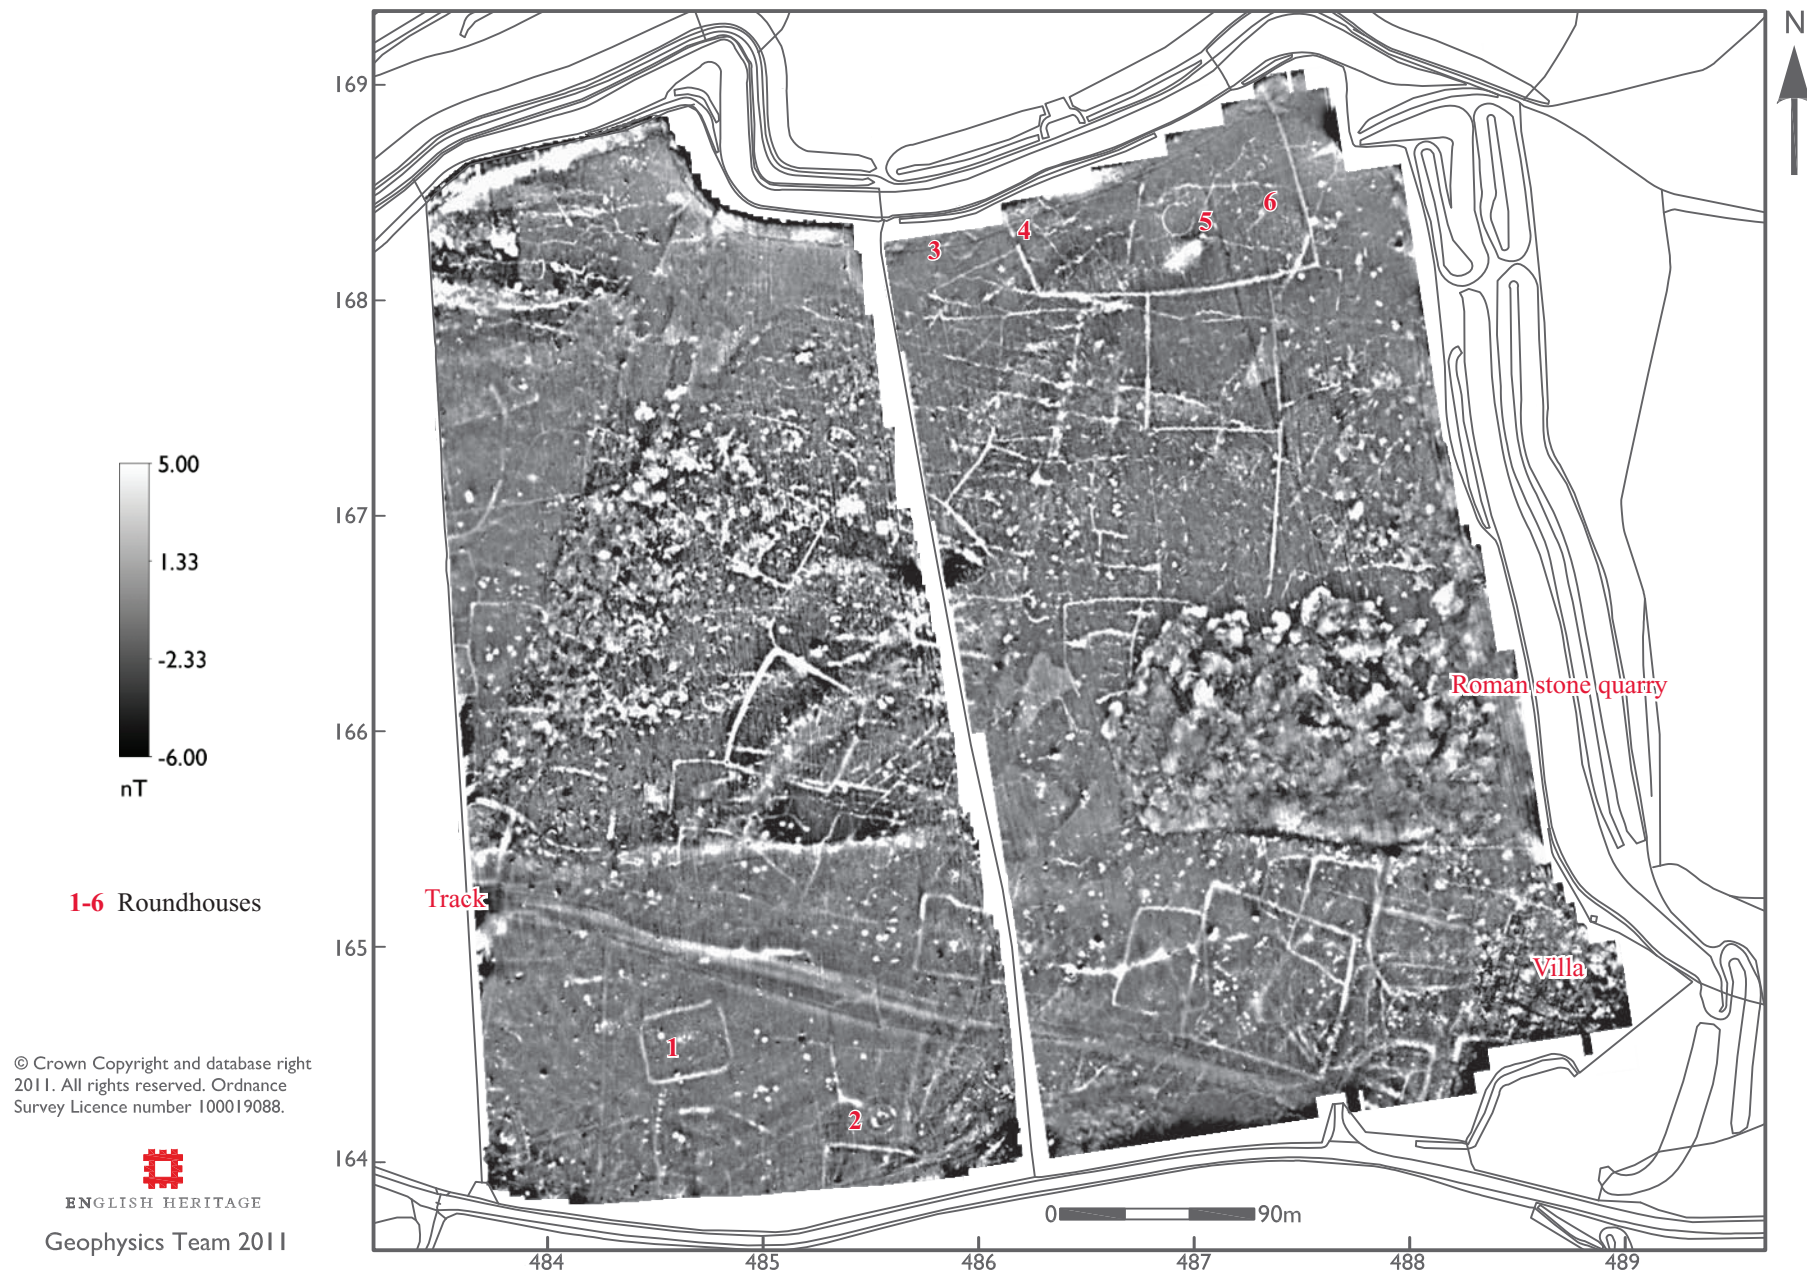 N
169
168
167
166
165
164
5.00
1.33
-2.33
-6.00
nT
1-6 Roundhouses
3
4
5
6
Roman stone quarry
Track
Villa
1
2
© Crown Copyright and database right
2011. All rights reserved. Ordnance
Survey Licence number 100019088.
ENGLISH HERITAGE
Geophysics Team 2011
0 90m
484 485 486 487 488 489